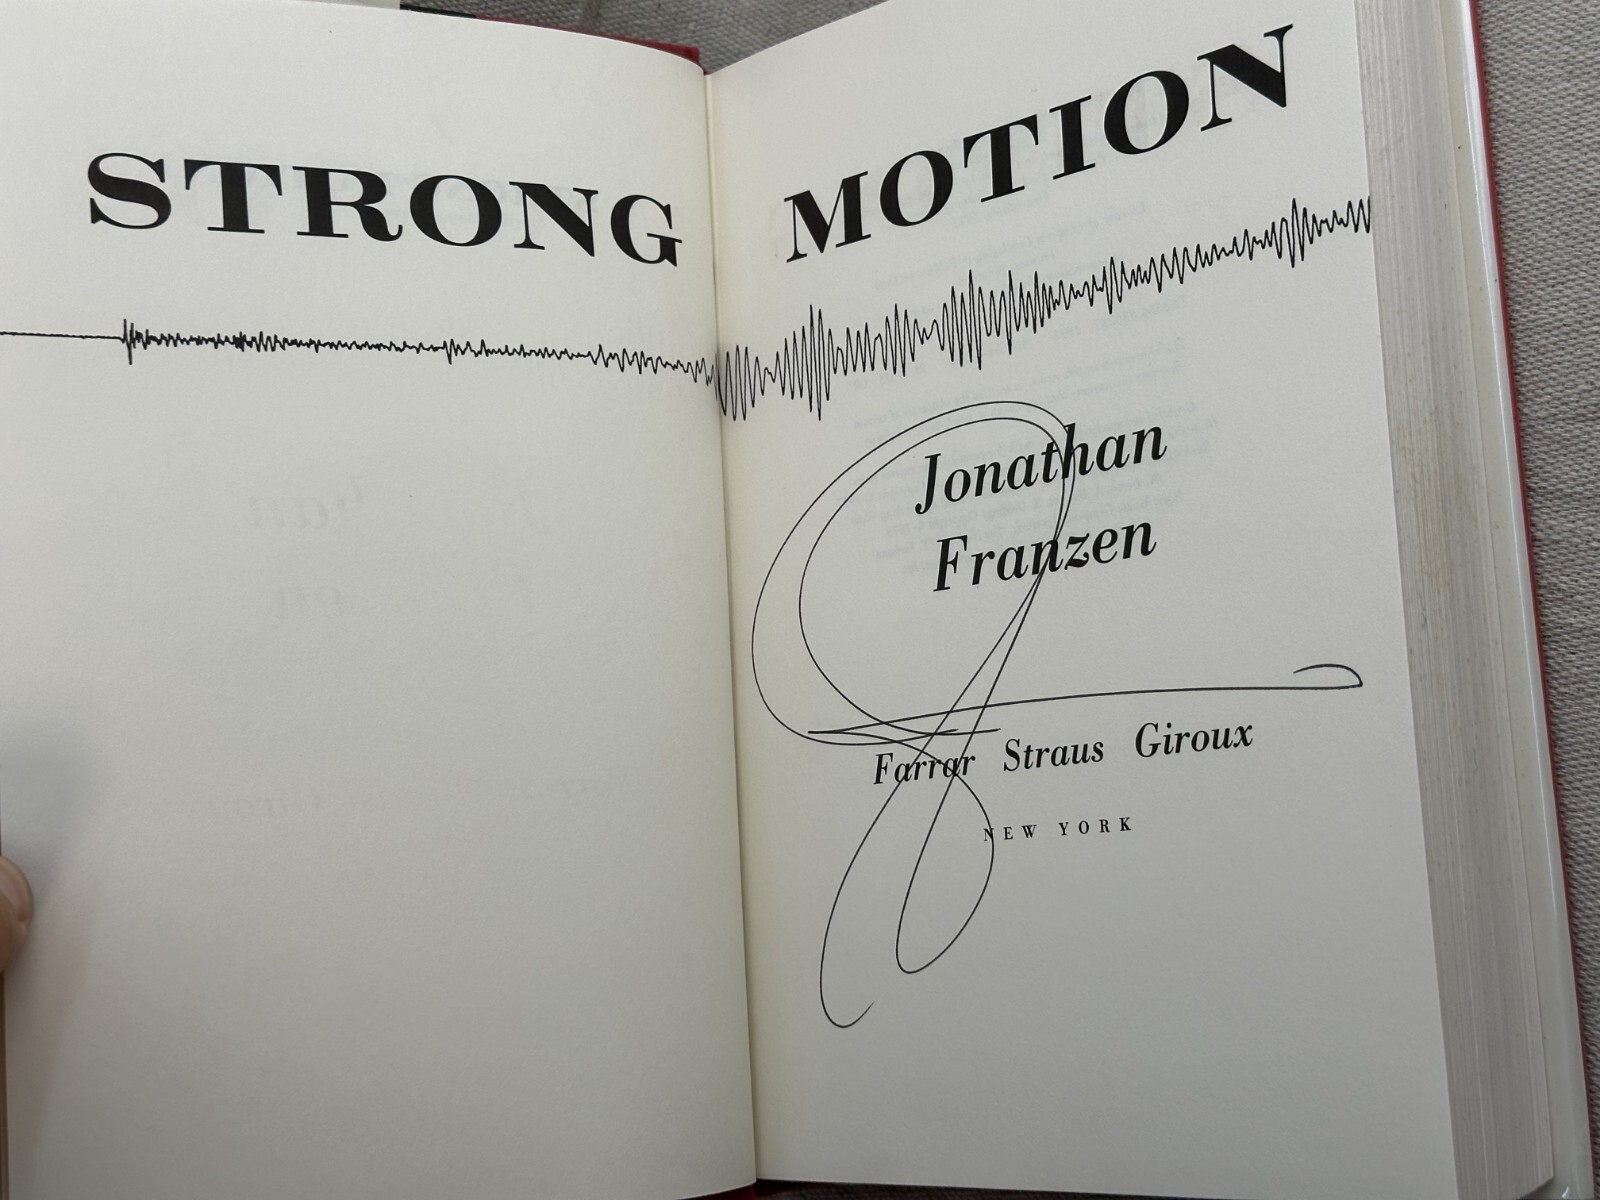 STRONG MOTION
Jonathan
Franzen
Farrar Straus Giroux
NEW YORK